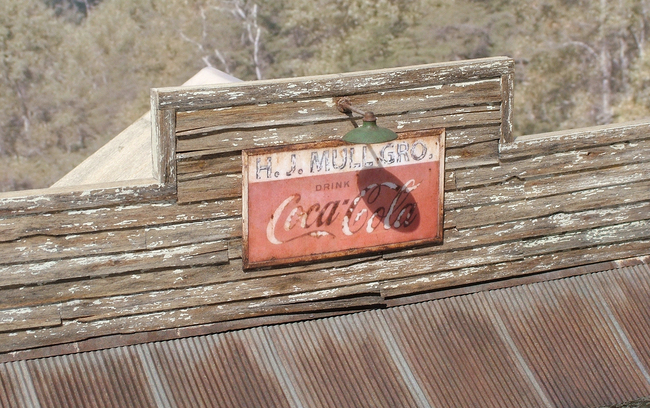 H. J. MULL GRO.
DRINK
Coca-Cola